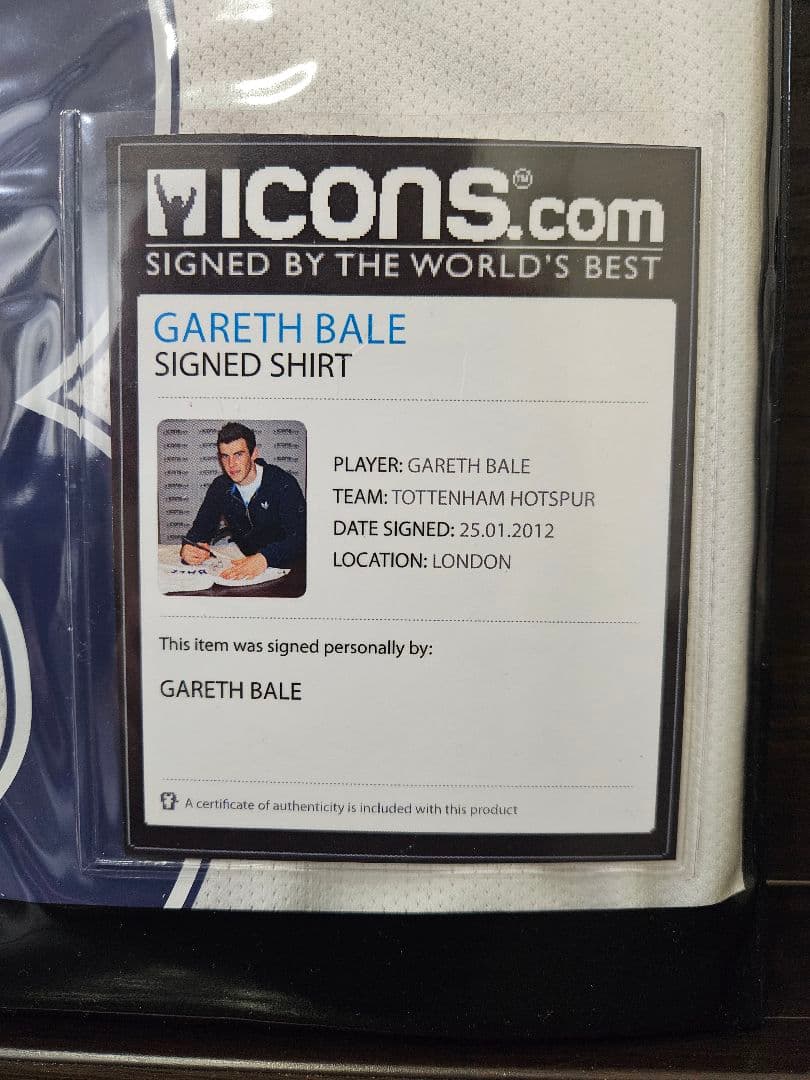 ICONS.com™
SIGNED BY THE WORLD'S BEST
GARETH BALE
SIGNED SHIRT
PLAYER: GARETH BALE
TEAM: TOTTENHAM HOTSPUR
DATE SIGNED: 25.01.2012
LOCATION: LONDON
This item was signed personally by:
GARETH BALE
A certificate of authenticity is included with this product